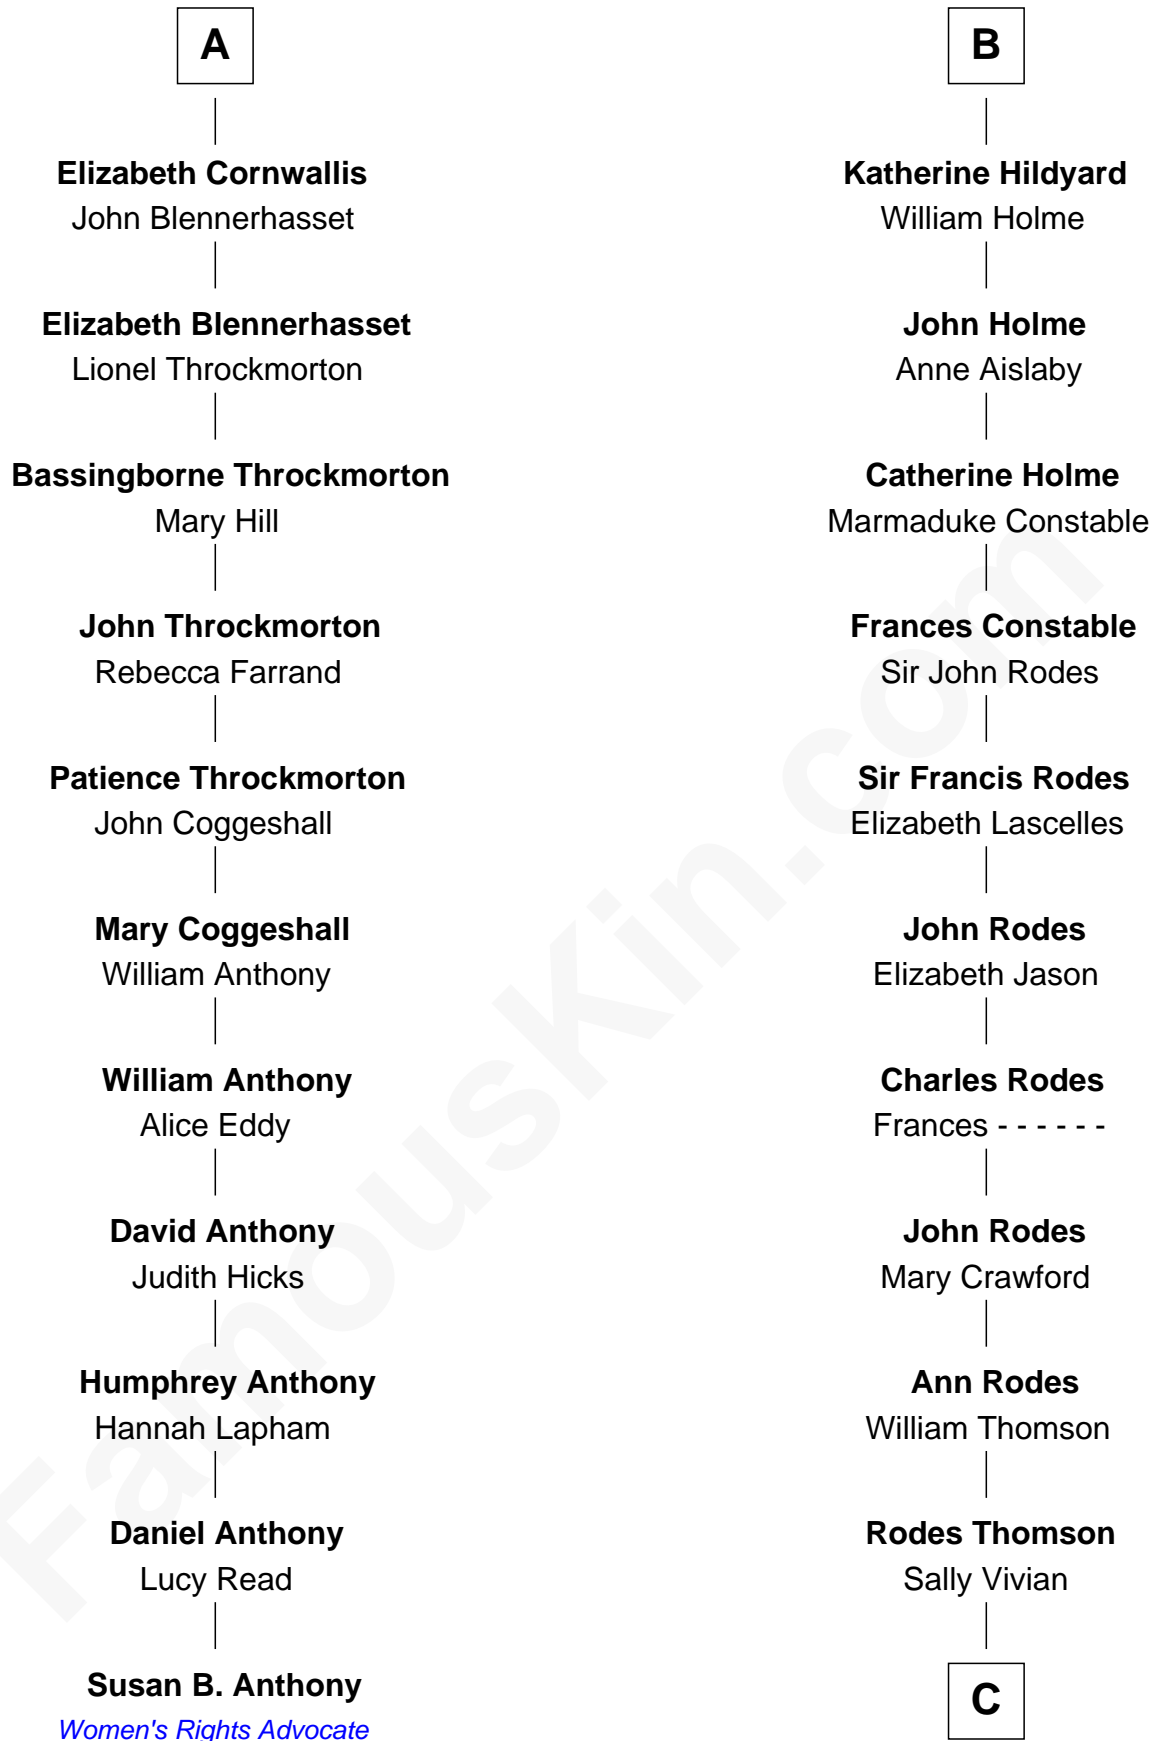 A
Elizabeth Cornwallis
John Blennerhasset
Elizabeth Blennerhasset
Lionel Throckmorton
Bassingborne Throckmorton
Mary Hill
John Throckmorton
Rebecca Farrand
Patience Throckmorton
John Coggeshall
Mary Coggeshall
William Anthony
William Anthony
Alice Eddy
David Anthony
Judith Hicks
Humphrey Anthony
Hannah Lapham
Daniel Anthony
Lucy Read
Susan B. Anthony
Women's Rights Advocate
B
Katherine Hildyard
William Holme
John Holme
Anne Aislaby
Catherine Holme
Marmaduke Constable
Frances Constable
Sir John Rodes
Sir Francis Rodes
Elizabeth Lascelles
John Rodes
Elizabeth Jason
Charles Rodes
Frances - - - - - -
John Rodes
Mary Crawford
Ann Rodes
William Thomson
Rodes Thomson
Sally Vivian
C
FamousKin.com